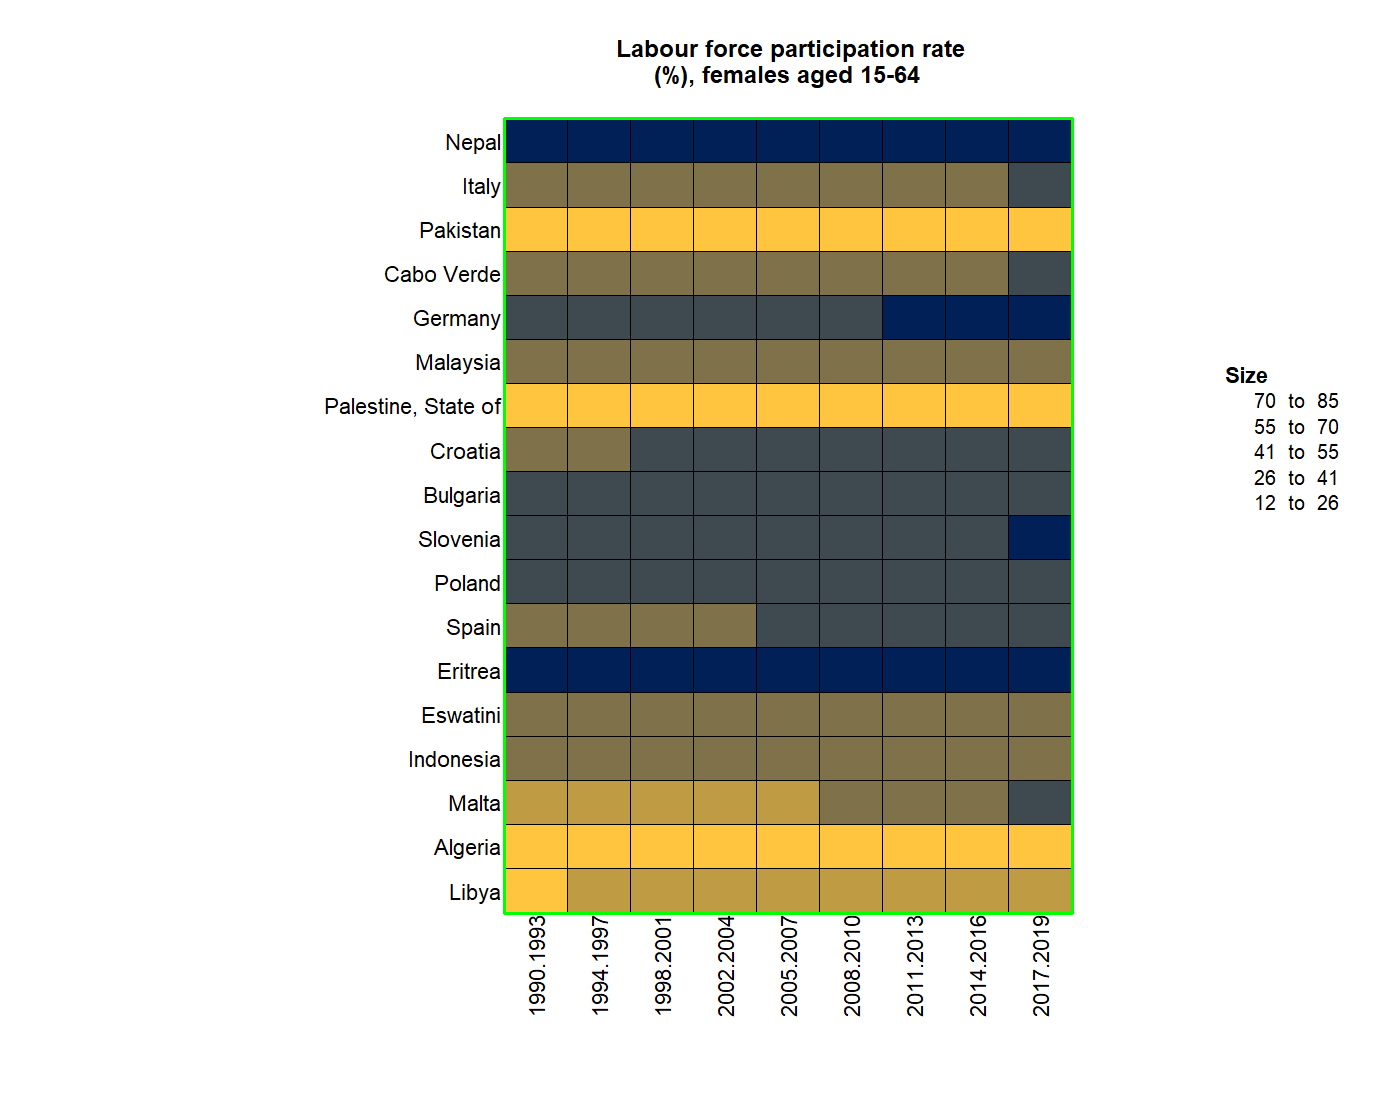 Labour force participation rate
(%), females aged 15-64
Nepal
Italy
Pakistan
Cabo Verde
Germany
Malaysia
Palestine, State of
Croatia
Bulgaria
Slovenia
Poland
Spain
Eritrea
Eswatini
Indonesia
Malta
Algeria
Libya
1990.1993
1994.1997
1998.2001
2002.2004
2005.2007
2008.2010
2011.2013
2014.2016
2017.2019
Size
70 to 85
55 to 70
41 to 55
26 to 41
12 to 26